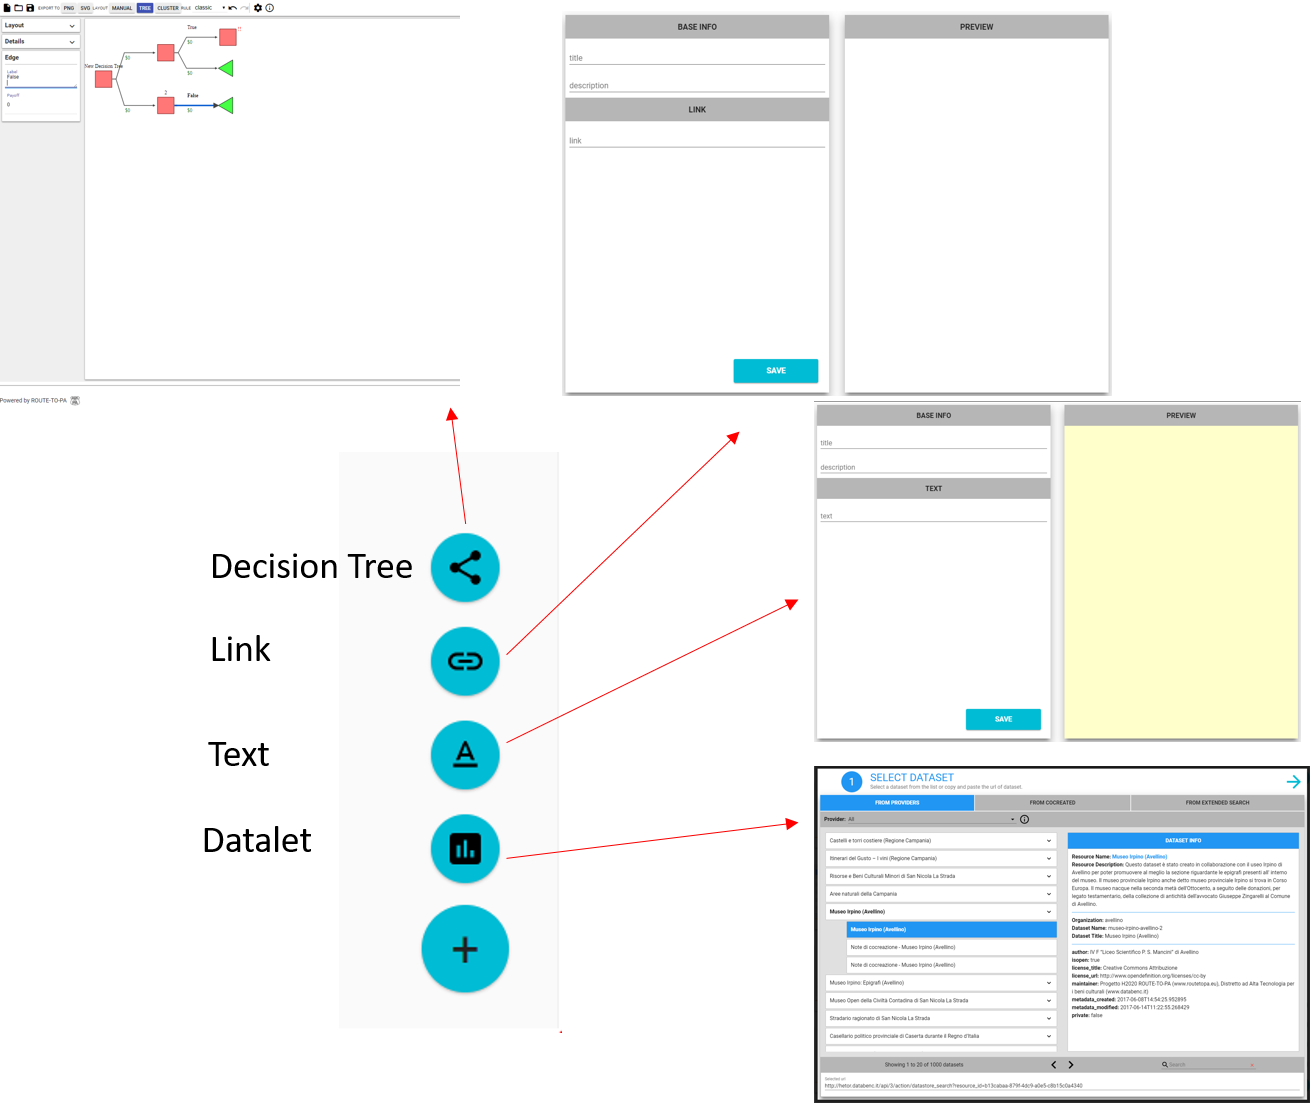 EXPORT TO PNG SVG LAYOUT MANUAL TREE CLUSTER RULE classic
Layout
Details
Edge
Label
False
Payoff
0
New Decision Tree
$0
$0
True
$0
$0
2
False
$0
!!
Powered by ROUTE-TO-PA
BASE INFO
title
description
LINK
link
SAVE
PREVIEW
BASE INFO
title
description
TEXT
text
SAVE
PREVIEW
Decision Tree
Link
Text
Datalet
1
SELECT DATASET
Select a dataset from the list or copy and paste the url of dataset.
FROM PROVIDERS
FROM COCREATED
FROM EXTENDED SEARCH
Provider: All
Castelli e torri costiere (Regione Campania)
Itinerari del Gusto – I vini (Regione Campania)
Risorse e Beni Culturali Minori di San Nicola La Strada
Aree naturali della Campania
Museo Irpino (Avellino)
Museo Irpino (Avellino)
Note di cocreazione - Museo Irpino (Avellino)
Note di cocreazione - Museo Irpino (Avellino)
Museo Irpino: Epigrafi (Avellino)
Museo Open della Civiltà Contadina di San Nicola La Strada
Stradario ragionato di San Nicola La Strada
Casellario politico provinciale di Caserta durante il Regno d'Italia
DATASET INFO
Resource Name: Museo Irpino (Avellino)
Resource Description: Questo dataset è stato creato in collaborazione con il useo Irpino di
Avellino per poter promuovere al meglio la sezione riguardante le epigrafi presenti all' interno
del museo. Il museo provinciale Irpino anche detto museo provinciale Irpino si trova in Corso
Europa. Il museo nacque nella seconda metà dell'Ottocento, a seguito delle donazioni, per
legato testamentario, della collezione di antichità dell'avvocato Giuseppe Zingarelli al Comune
di Avellino.
Organization: avellino
Dataset Name: museo-irpino-avellino-2
Dataset Title: Museo Irpino (Avellino)
author: IV F "Liceo Scientifico P. S. Mancini" di Avellino
isopen: true
license_title: Creative Commons Attribuzione
license_url: http://www.opendefinition.org/licenses/cc-by
maintainer: Progetto H2020 ROUTE-TO-PA (www.routetopa.eu), Distretto ad Alta Tecnologia per
i beni culturali (www.databenc.it)
metadata_created: 2017-06-08T14:54:25.952895
metadata_modified: 2017-06-14T11:22:55.268429
private: false
Showing 1 to 20 of 1000 datasets
Search
Selected url
http://hetor.databenc.it/api/3/action/datastore_search?resource_id=b13cabaa-879f-4dc9-a0e5-c8b15c0a4340